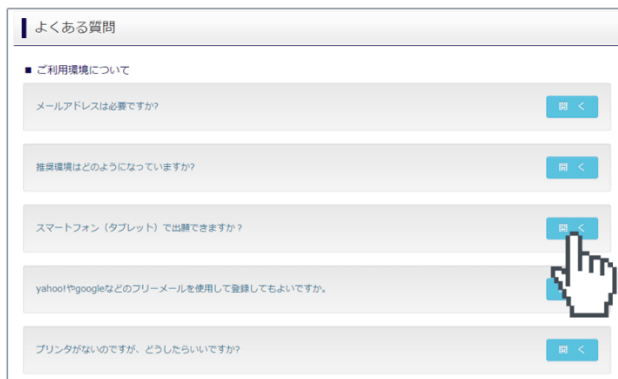 よくある質問
■ ご利用環境について
メールアドレスは必要ですか?
開 く
推奨環境はどのようになっていますか?
開 く
スマートフォン（タブレット）で出願できますか？
開 く
yahoo!やgoogleなどのフリーメールを使用して登録してもよいですか。
プリンタがないのですが、どうしたらいいですか?
開 く